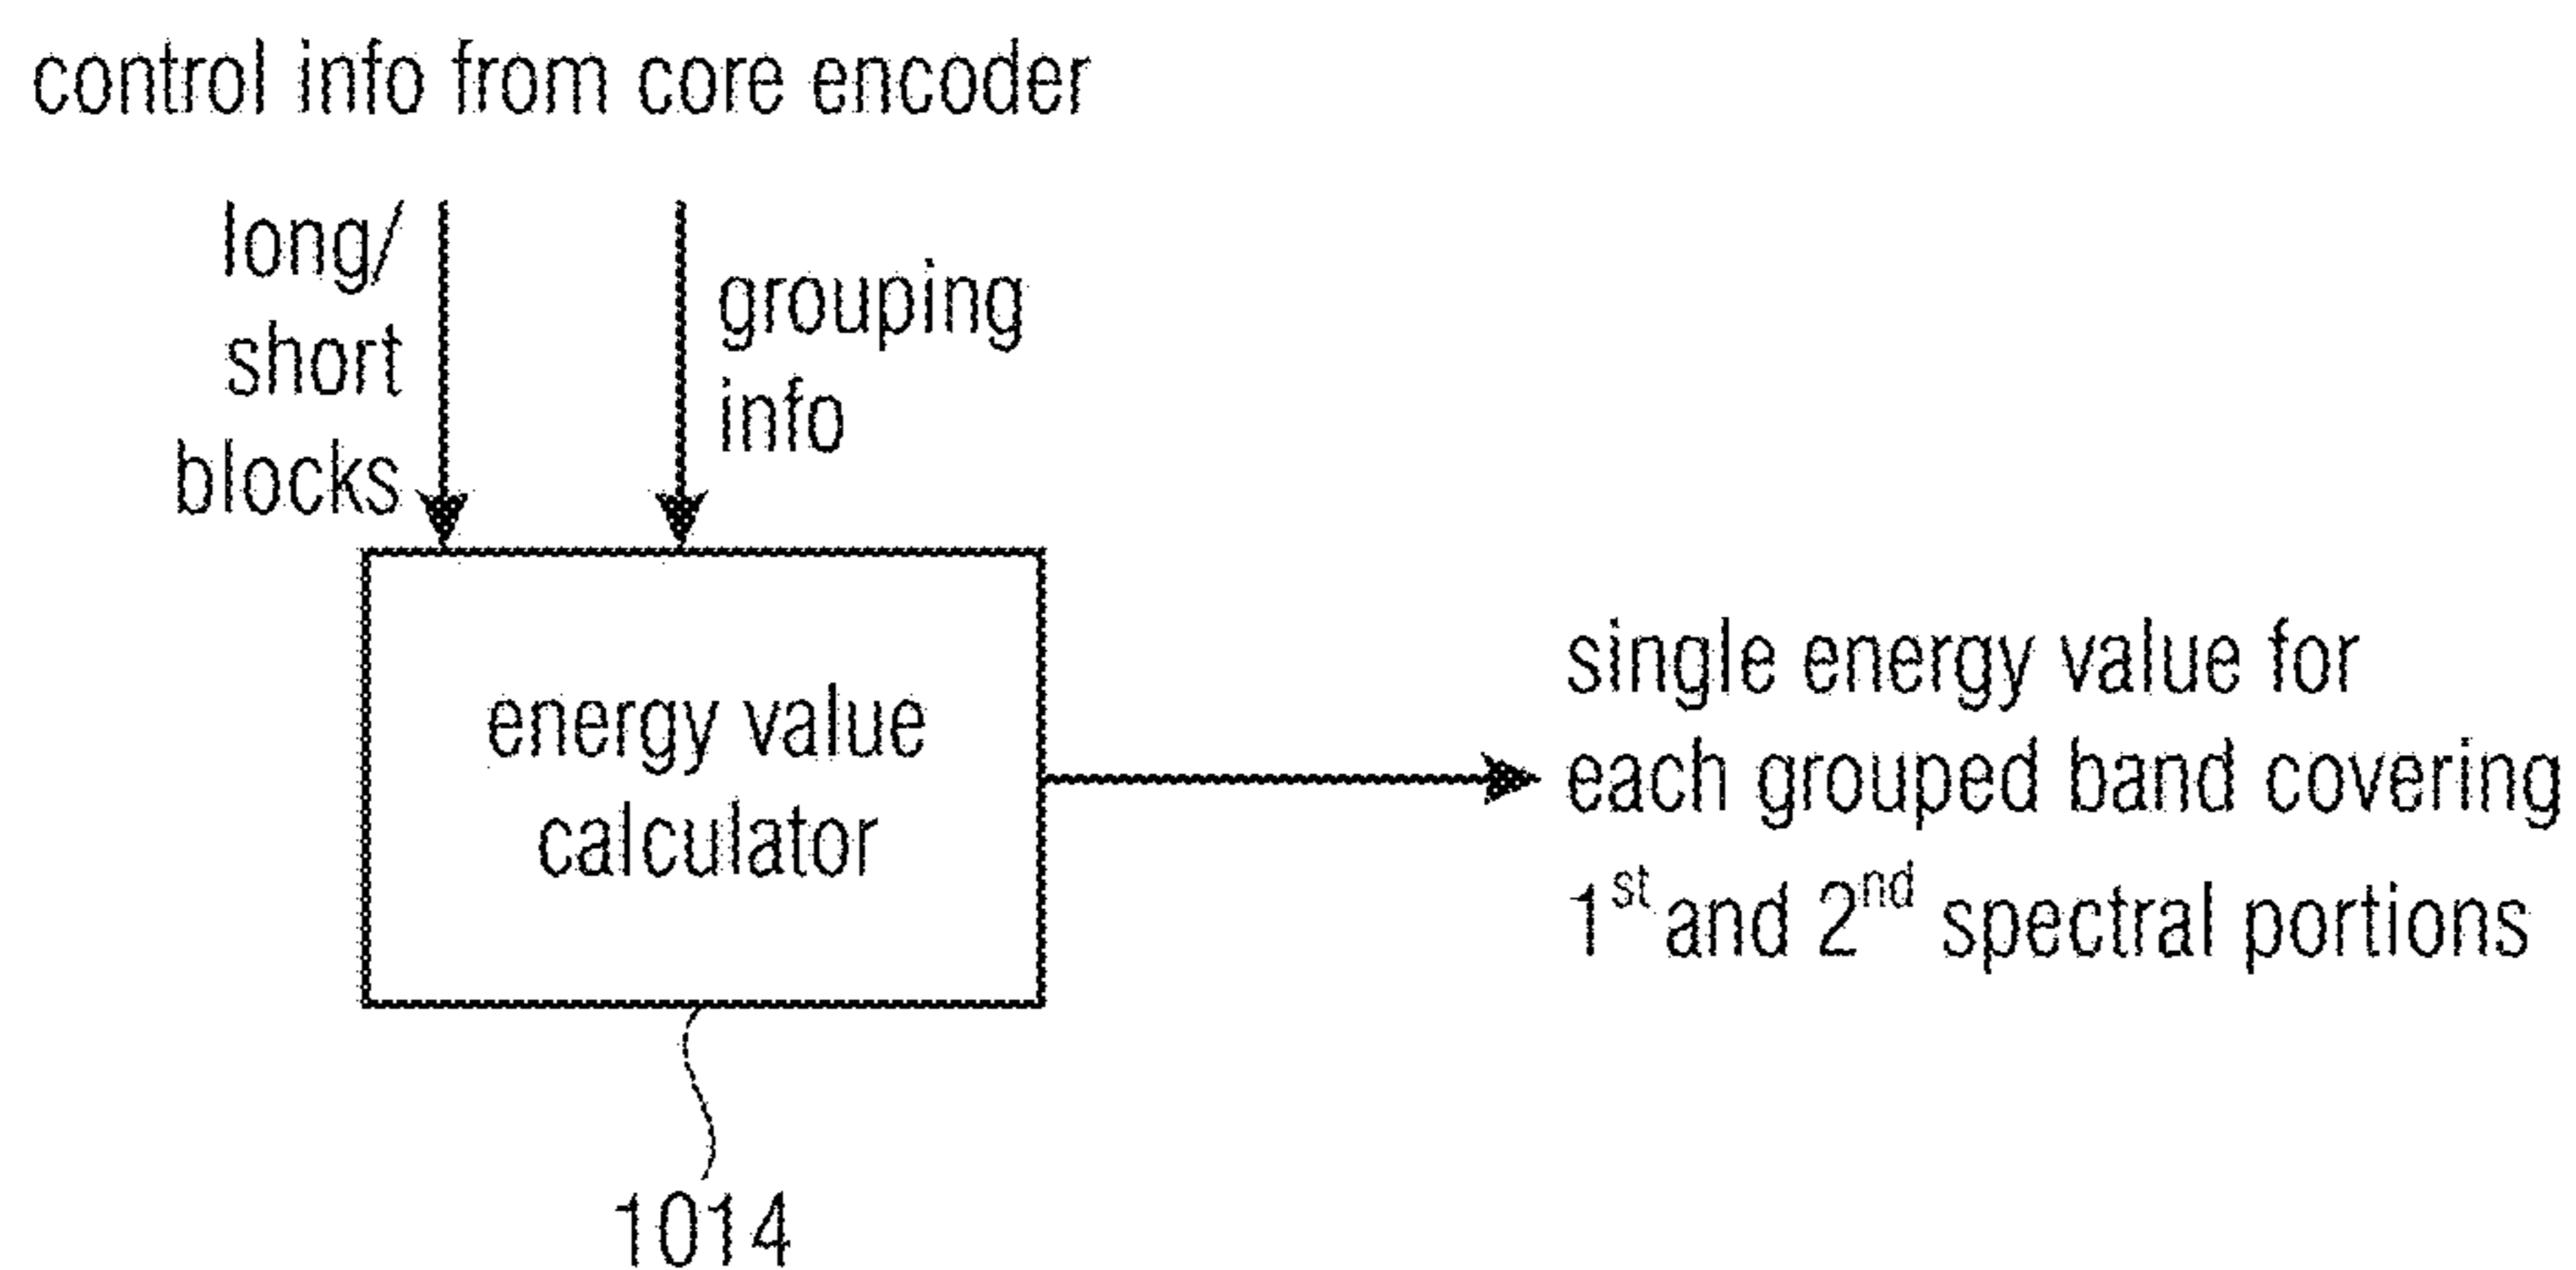 control info from core encoder
long/
short
blocks
grouping
info
energy value
calculator
single energy value for
each grouped band covering
1st and 2nd spectral portions
1014